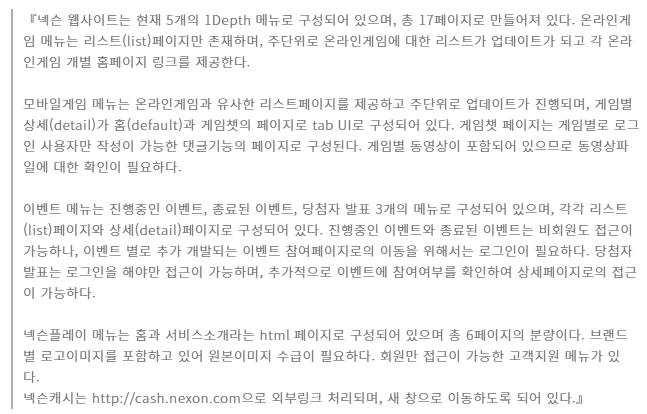 『넥슨 웹사이트는 현재 5개의 1Depth 메뉴로 구성되어 있으며, 총 17페이지로 만들어져 있다. 온라인게
임 메뉴는 리스트(list)페이지만 존재하며, 주단위로 온라인게임에 대한 리스트가 업데이트가 되고 각 온라
인게임 개별 홈페이지 링크를 제공한다.
모바일게임 메뉴는 온라인게임과 유사한 리스트페이지를 제공하고 주단위로 업데이트가 진행되며, 게임별
상세(detail)가 홈(default)과 게임챗의 페이지로 tab UI로 구성되어 있다. 게임챗 페이지는 게임별로 로그
인 사용자만 작성이 가능한 댓글기능의 페이지로 구성된다. 게임별 동영상이 포함되어 있으므로 동영상파
일에 대한 확인이 필요하다.
이벤트 메뉴는 진행중인 이벤트, 종료된 이벤트, 당첨자 발표 3개의 메뉴로 구성되어 있으며, 각각 리스트
(list)페이지와 상세(detail)페이지로 구성되어 있다. 진행중인 이벤트와 종료된 이벤트는 비회원도 접근이
가능하나, 이벤트 별로 추가 개발되는 이벤트 참여페이지로의 이동을 위해서는 로그인이 필요하다. 당첨자
발표는 로그인을 해야만 접근이 가능하며, 추가적으로 이벤트에 참여여부를 확인하여 상세페이지로의 접근
이 가능하다.
넥슨플레이 메뉴는 홈과 서비스소개라는 html 페이지로 구성되어 있으며 총 6페이지의 분량이다. 브랜드
별 로고이미지를 포함하고 있어 원본이미지 수급이 필요하다. 회원만 접근이 가능한 고객지원 메뉴가 있
다.
넥슨캐시는 http://cash.nexon.com으로 외부링크 처리되며, 새 창으로 이동하도록 되어 있다.』